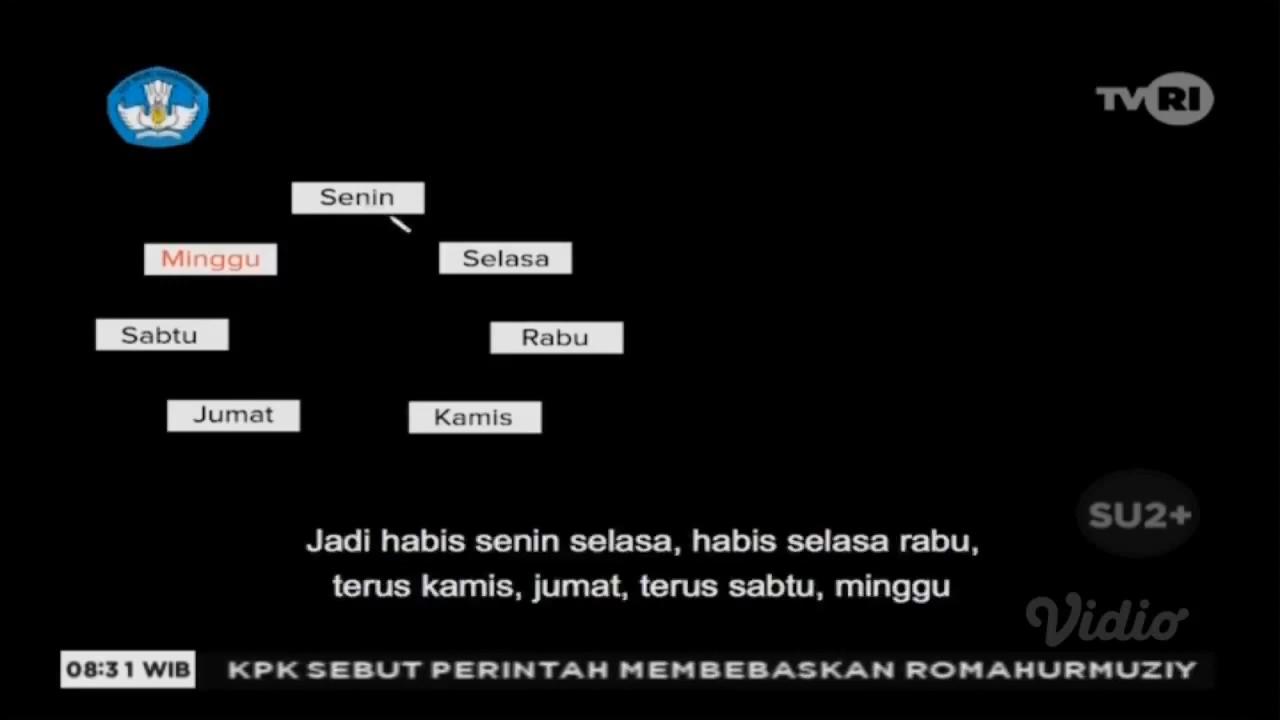 TVRI
Senin
Minggu
Selasa
Sabtu
Rabu
Jumat
Kamis
SU2+
Jadi habis senin selasa, habis selasa rabu,
terus kamis, jumat, terus sabtu, minggu
Vidio
08:31 WIB
KPK SEBUT PERINTAH MEMBEBASKAN ROMAHURMUZIY